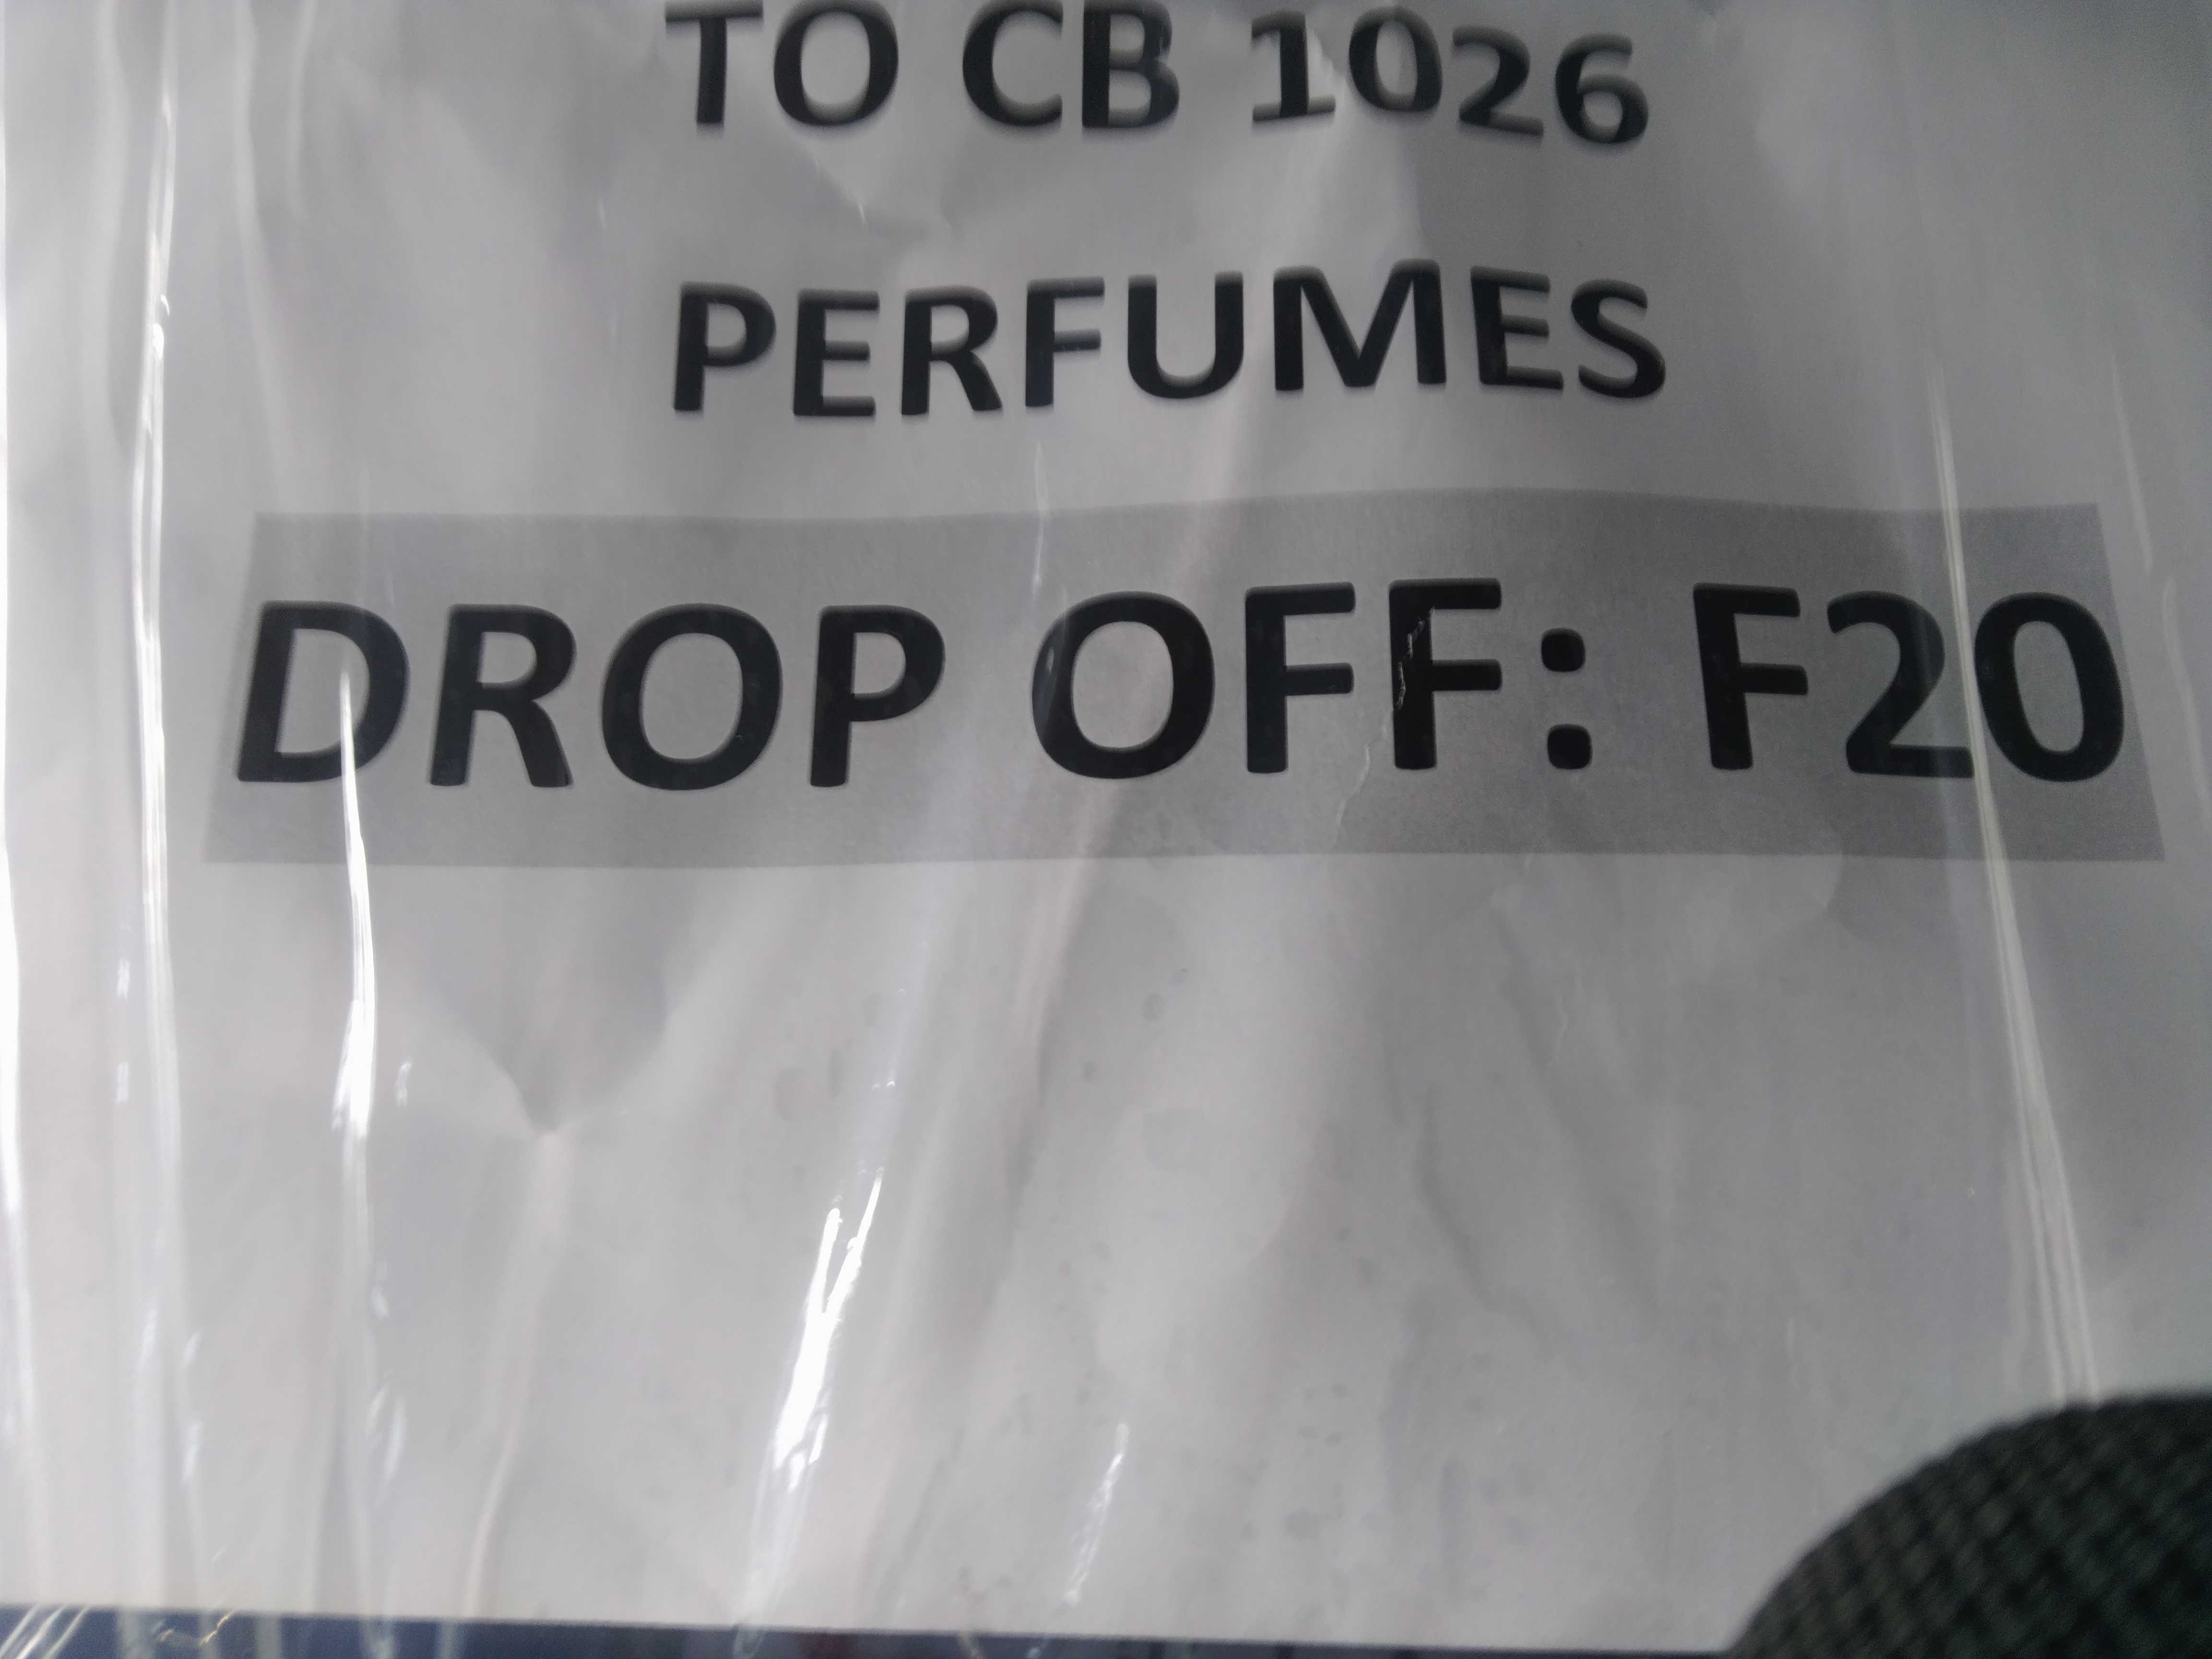 TO CB 1026
PERFUMES
DROP OFF: F20